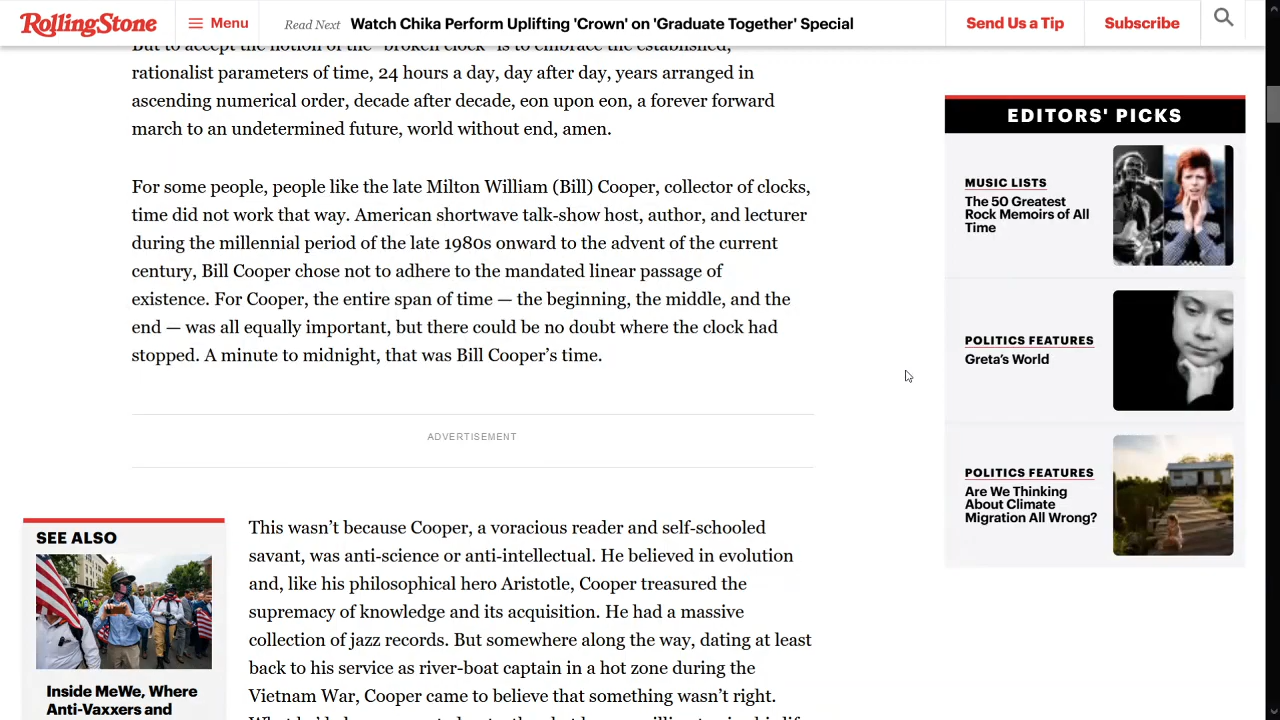 RollingStone
Menu
Read Next Watch Chika Perform Uplifting 'Crown' on 'Graduate Together' Special
Send Us a Tip
Subscribe
But to accept the notion of the "broken clock" is to embrace the established,
rationalist parameters of time, 24 hours a day, day after day, years arranged in
ascending numerical order, decade after decade, eon upon eon, a forever forward
march to an undetermined future, world without end, amen.
For some people, people like the late Milton William (Bill) Cooper, collector of clocks,
time did not work that way. American shortwave talk-show host, author, and lecturer
during the millennial period of the late 1980s onward to the advent of the current
century, Bill Cooper chose not to adhere to the mandated linear passage of
existence. For Cooper, the entire span of time — the beginning, the middle, and the
end — was all equally important, but there could be no doubt where the clock had
stopped. A minute to midnight, that was Bill Cooper’s time.
ADVERTISEMENT
SEE ALSO
Inside MeWe, Where
Anti-Vaxxers and
This wasn’t because Cooper, a voracious reader and self-schooled
savant, was anti-science or anti-intellectual. He believed in evolution
and, like his philosophical hero Aristotle, Cooper treasured the
supremacy of knowledge and its acquisition. He had a massive
collection of jazz records. But somewhere along the way, dating at least
back to his service as river-boat captain in a hot zone during the
Vietnam War, Cooper came to believe that something wasn’t right.
EDITORS' PICKS
MUSIC LISTS
The 50 Greatest
Rock Memoirs of All
Time
POLITICS FEATURES
Greta’s World
POLITICS FEATURES
Are We Thinking
About Climate
Migration All Wrong?